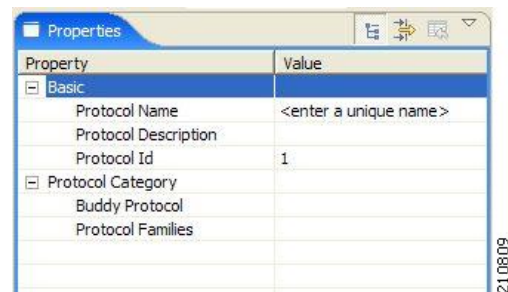 Properties
Property Value
Basic
Protocol Name <enter a unique name>
Protocol Description
Protocol Id 1
Protocol Category
Buddy Protocol
Protocol Families
210809